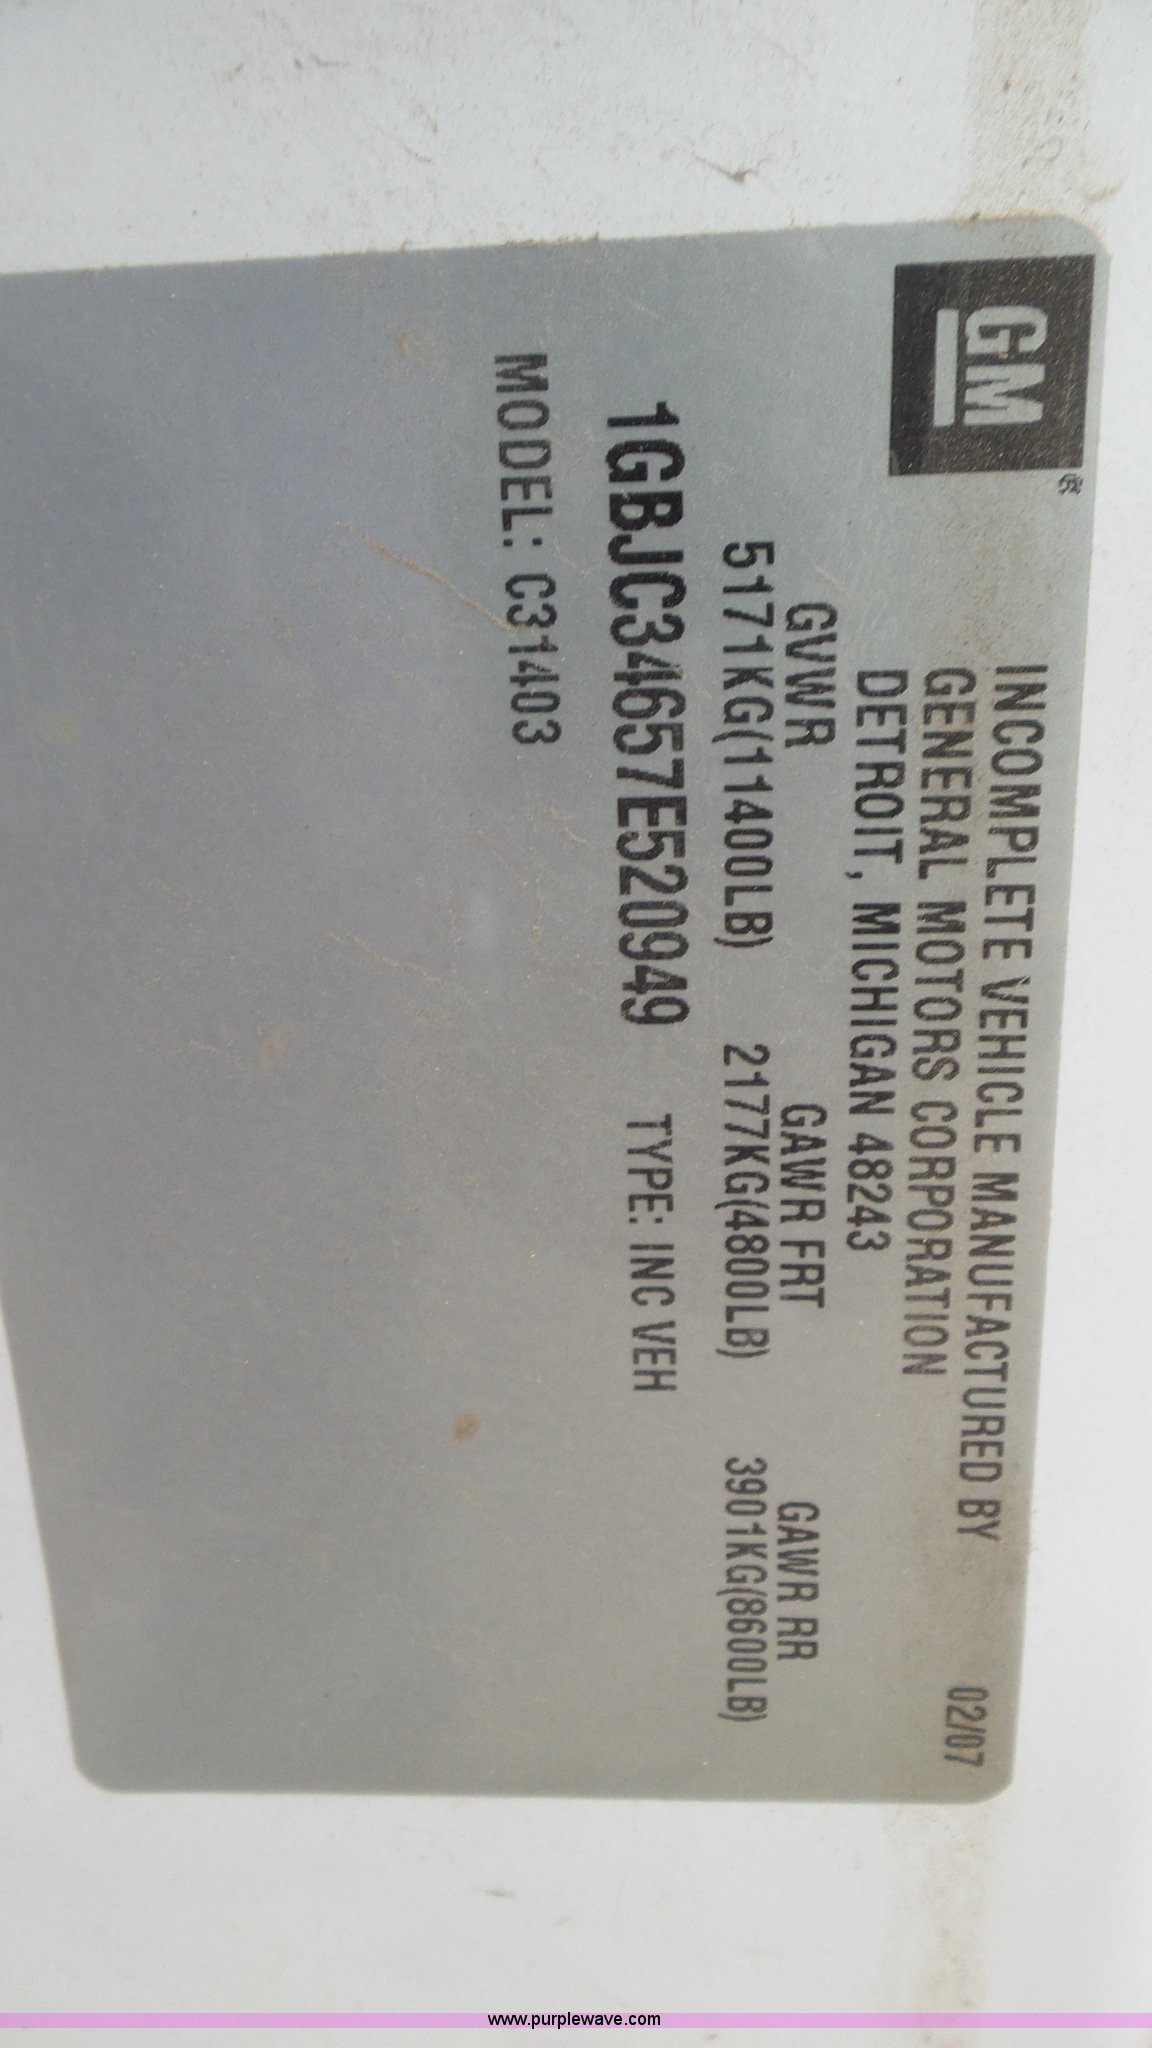 GM®
INCOMPLETE VEHICLE MANUFACTURED BY
GENERAL MOTORS CORPORATION 02/07
DETROIT, MICHIGAN 48243
GVWR GAWR FRT GAWR RR
5171KG(11400LB) 2177KG(4800LB) 3901KG(8600LB)
1GBJC34657E520949 TYPE: INC VEH
MODEL: C31403
www.purplewave.com